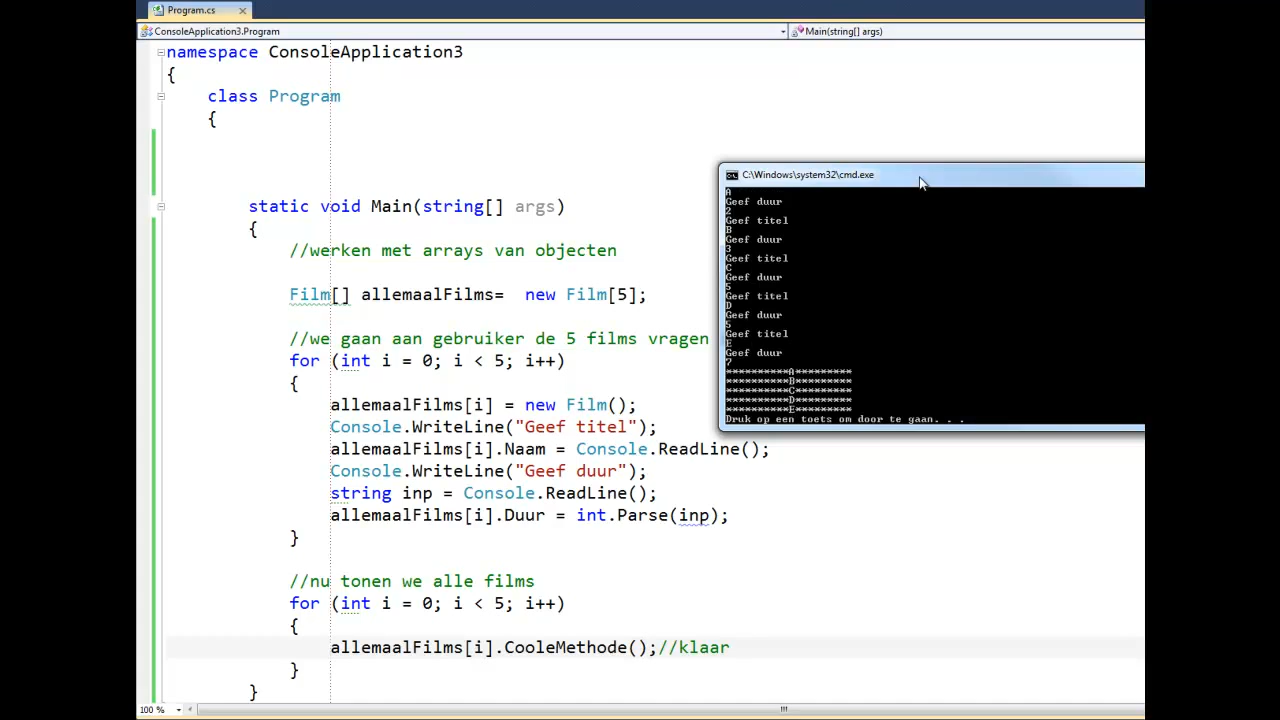 Program.cs
ConsoleApplication3.Program
Main(string[] args)
namespace ConsoleApplication3
{
class Program
{
static void Main(string[] args)
{
//werken met arrays van objecten
Film[] allemaalFilms=  new Film[5];
//we gaan aan gebruiker de 5 films vragen
for (int i = 0; i < 5; i++)
{
allemaalFilms[i] = new Film();
Console.WriteLine("Geef titel");
allemaalFilms[i].Naam = Console.ReadLine();
Console.WriteLine("Geef duur");
string inp = Console.ReadLine();
allemaalFilms[i].Duur = int.Parse(inp);
}
//nu tonen we alle films
for (int i = 0; i < 5; i++)
{
allemaalFilms[i].CooleMethode();//klaar
}
}
100 %
C:\Windows\system32\cmd.exe
A
Geef duur
2
Geef titel
B
Geef duur
3
Geef titel
C
Geef duur
5
Geef titel
D
Geef duur
5
Geef titel
E
Geef duur
7
**********A*********
**********B*********
**********C*********
**********D*********
**********E*********
Druk op een toets om door te gaan. . .